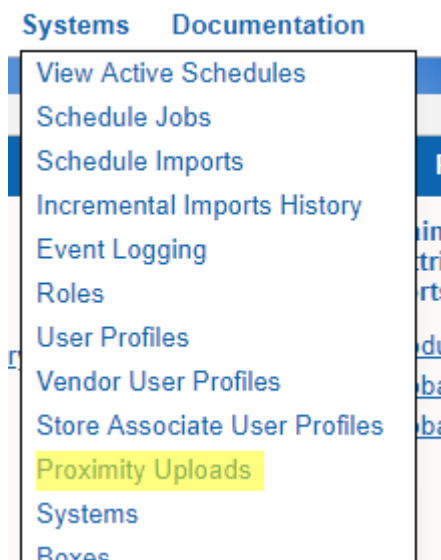 Systems Documentation
View Active Schedules
Schedule Jobs
Schedule Imports
Incremental Imports History
Event Logging
Roles
User Profiles
Vendor User Profiles
Store Associate User Profiles
Proximity Uploads
Systems
Boxes